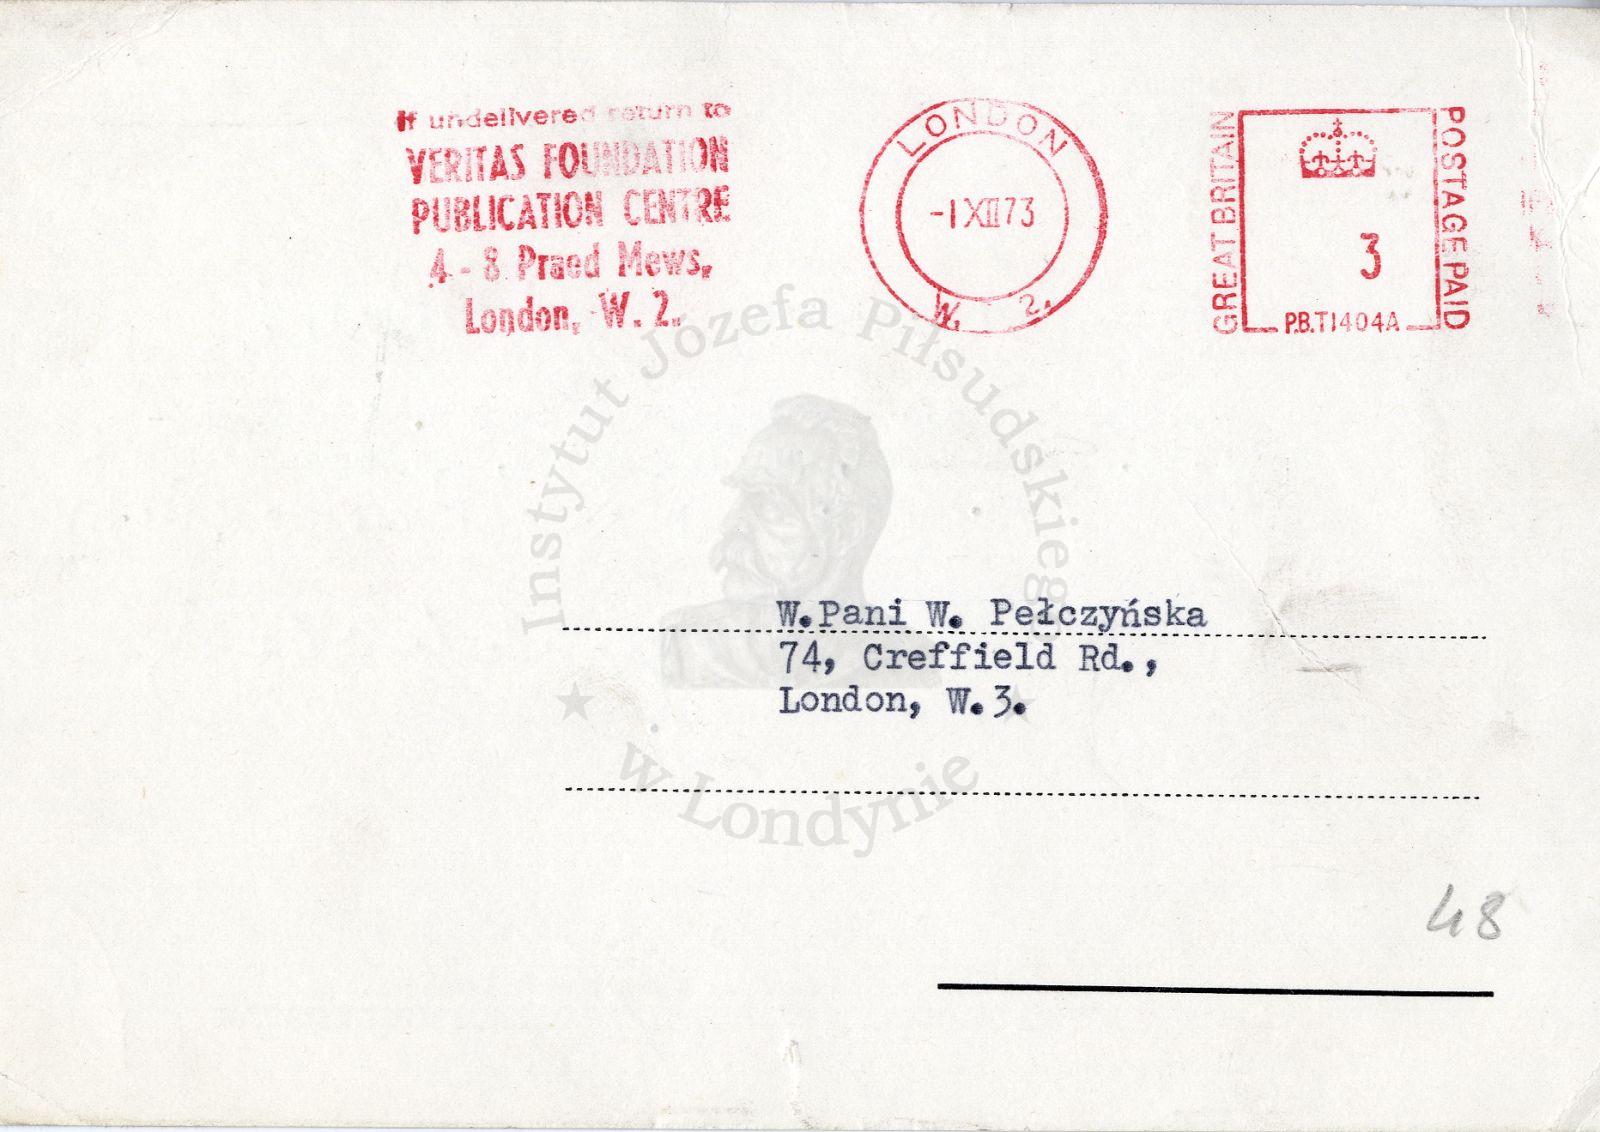 If undelivered return to
VERITAS FOUNDATION
PUBLICATION CENTRE
4 - 8 Praed Mews,
London, W. 2.
LONDON
-1 XII 73
W. 2.
GREAT BRITAIN
3
P.B.T1404A
POSTAGE PAID
Instytut Józefa Piłsudskiego
w Londynie
W.Pani W. Pełczyńska
74, Creffield Rd.,
London, W.3.
48